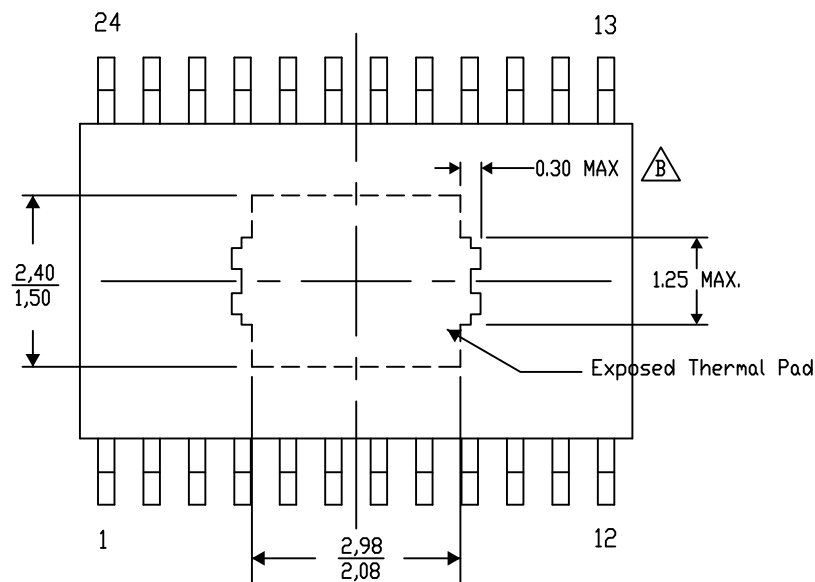 24
13
0.30 MAX
B
2,40
1,50
1.25 MAX.
Exposed Thermal Pad
1
12
2,98
2,08